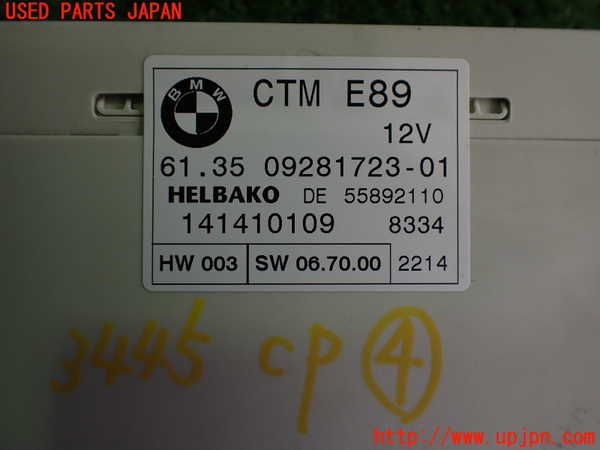 USED PARTS JAPAN
BMW
CTM E89
12V
61.35 09281723-01
HELBAKO DE 55892110
141410109 8334
HW 003 SW 06.70.00 2214
3445 cp 4
http://www.upjpn.com/